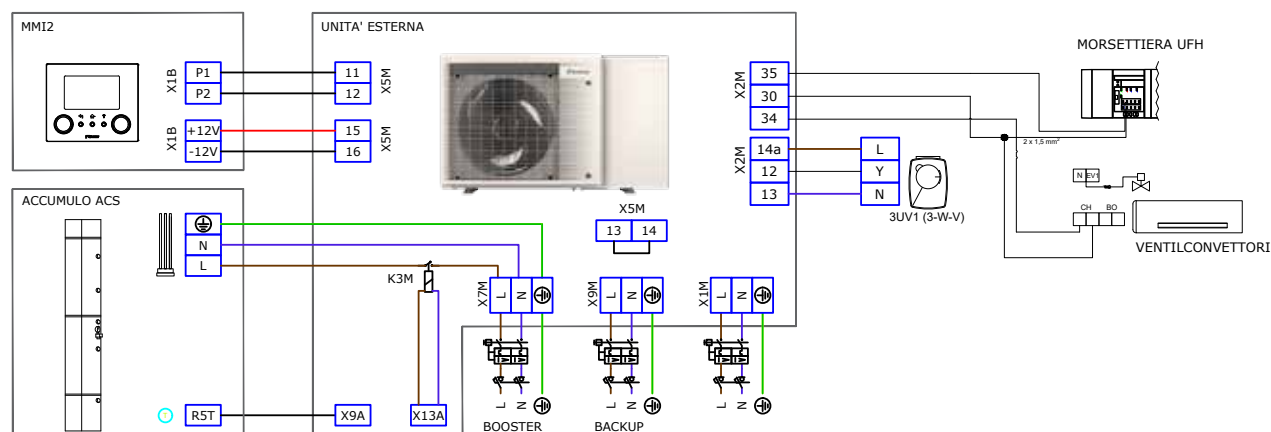 MMI2
X1B
P1
P2
X1B
+12V
-12V
UNITA' ESTERNA
11
12
X5M
15
16
X5M
X2M
35
30
34
X2M
14a
12
13
L
Y
N
3UV1 (3-W-V)
MORSETTIERA UFH
2 x 1,5 mm²
N
EV1
CH
BO
VENTILCONVETTORI
ACCUMULO ACS
N
L
X5M
13
14
K3M
X7M
L
N
X9M
L
N
X1M
L
N
L
N
L
N
L
N
R5T
X9A
X13A
BOOSTER
BACKUP